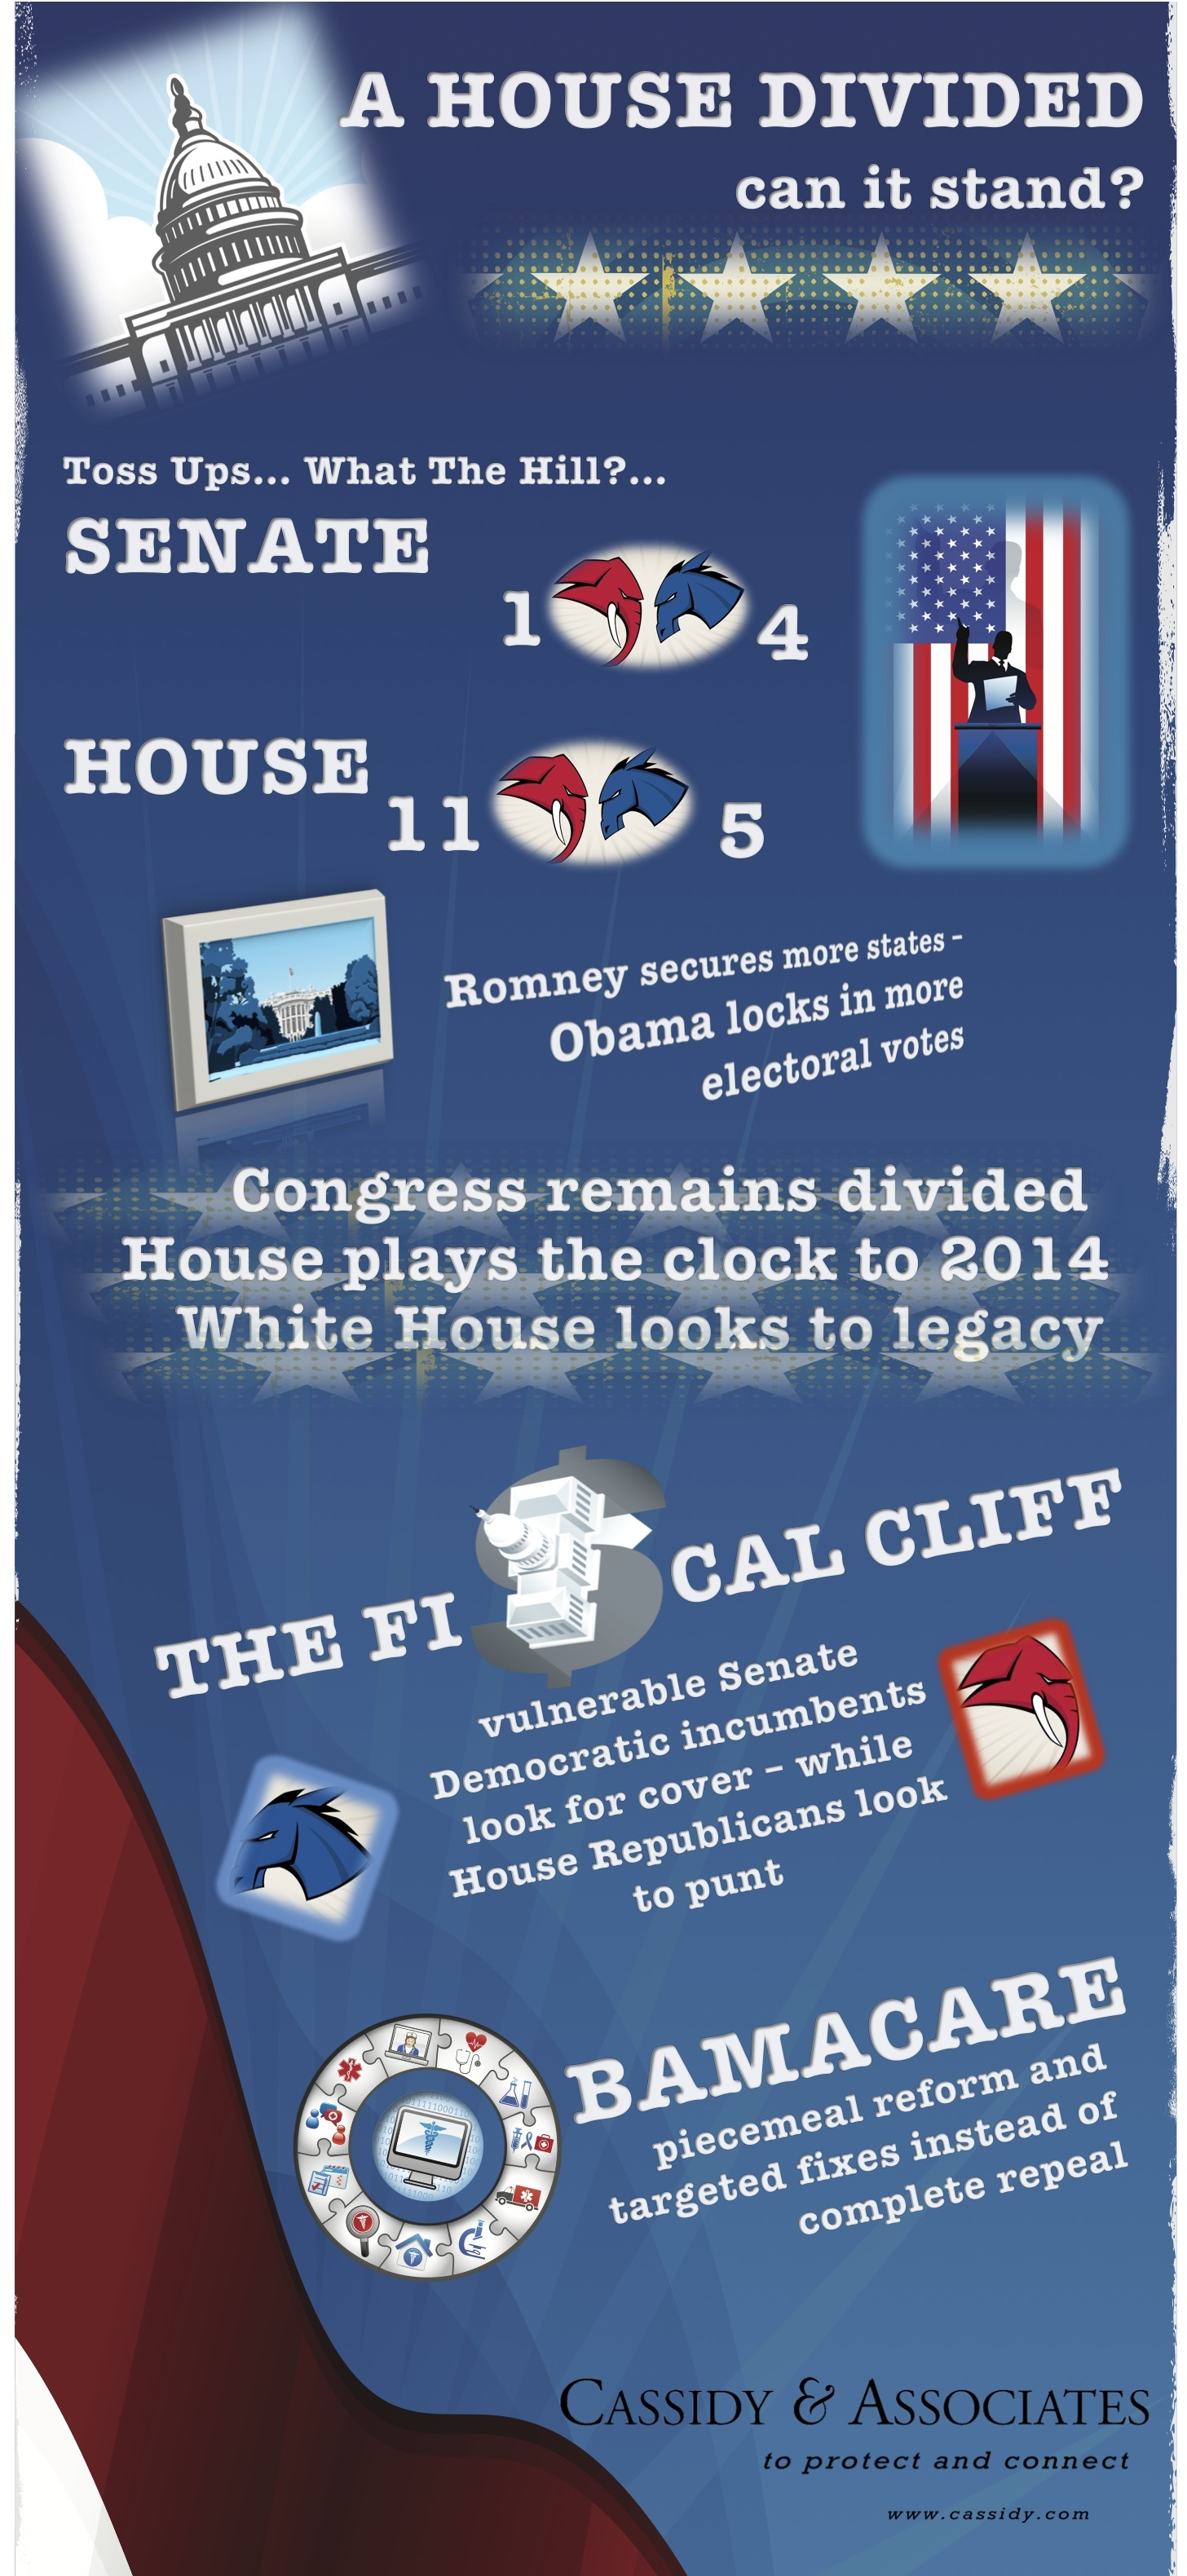 A HOUSE DIVIDED
can it stand?
Toss Ups... What The Hill?...
SENATE
1 4
HOUSE
11 5
Romney secures more states –
Obama locks in more
electoral votes
Congress remains divided
House plays the clock to 2014
White House looks to legacy
THE FI$CAL CLIFF
vulnerable Senate
Democratic incumbents
look for cover – while
House Republicans look
to punt
BAMACARE
piecemeal reform and
targeted fixes instead of
complete repeal
CASSIDY & ASSOCIATES
to protect and connect
www.cassidy.com